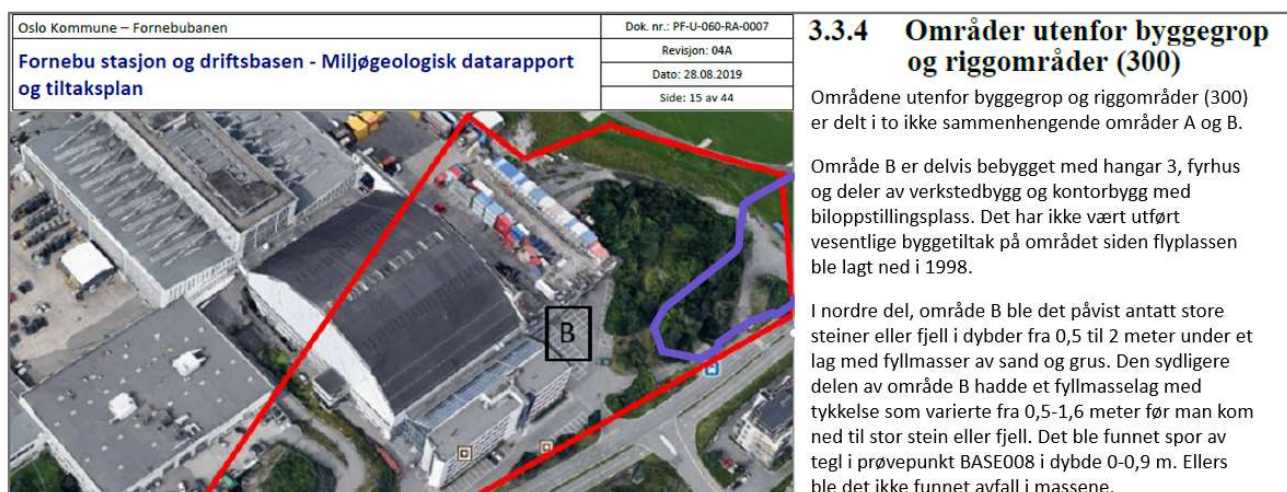 Oslo Kommune – Fornebubanen
Dok. nr.: PF-U-060-RA-0007
Fornebu stasjon og driftsbasen - Miljøgeologisk datarapport
og tiltaksplan
Revisjon: 04A
Dato: 28.08.2019
Side: 15 av 44
B
3.3.4 Områder utenfor byggegrop
og riggområder (300)
Områdene utenfor byggegrop og riggområder (300)
er delt i to ikke sammenhengende områder A og B.
Område B er delvis bebygget med hangar 3, fyrhus
og deler av verkstedbygg og kontorbygg med
biloppstillingsplass. Det har ikke vært utført
vesentlige byggetiltak på området siden flyplassen
ble lagt ned i 1998.
I nordre del, område B ble det påvist antatt store
steiner eller fjell i dybder fra 0,5 til 2 meter under et
lag med fyllmasser av sand og grus. Den sydligere
delen av område B hadde et fyllmasselag med
tykkelse som varierte fra 0,5-1,6 meter før man kom
ned til stor stein eller fjell. Det ble funnet spor av
tegl i prøvepunkt BASE008 i dybde 0-0,9 m. Ellers
ble det ikke funnet avfall i massene.